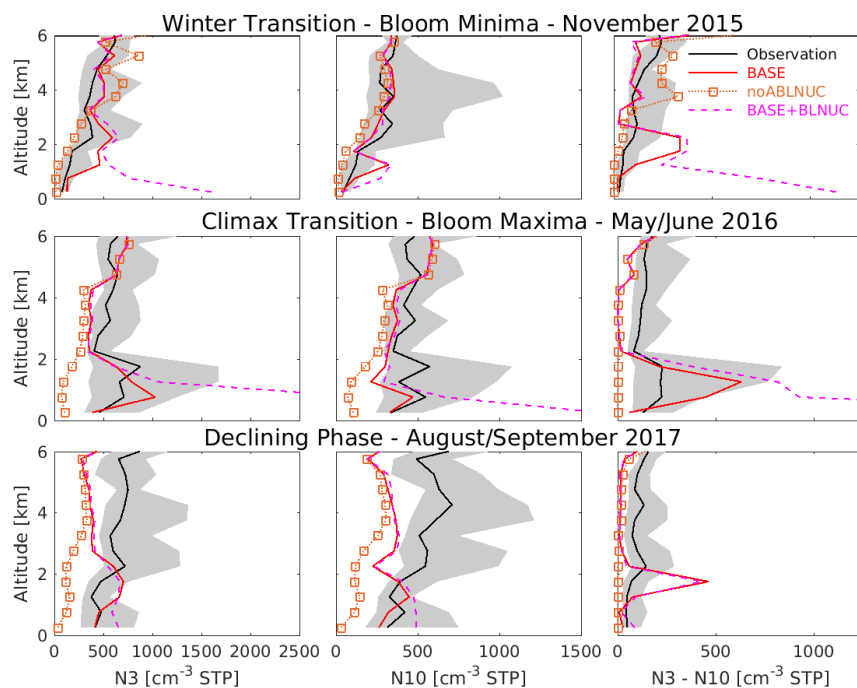 Winter Transition - Bloom Minima - November 2015
6
4
2
0
Altitude [km]
Observation
BASE
noABLNUC
BASE+BLNUC
Climax Transition - Bloom Maxima - May/June 2016
6
4
2
0
Altitude [km]
Declining Phase - August/September 2017
6
4
2
0
Altitude [km]
0 500 1000 1500 2000 2500
0 500 1000 1500
0 500 1000
N3 [cm⁻³ STP]
N10 [cm⁻³ STP]
N3 - N10 [cm⁻³ STP]